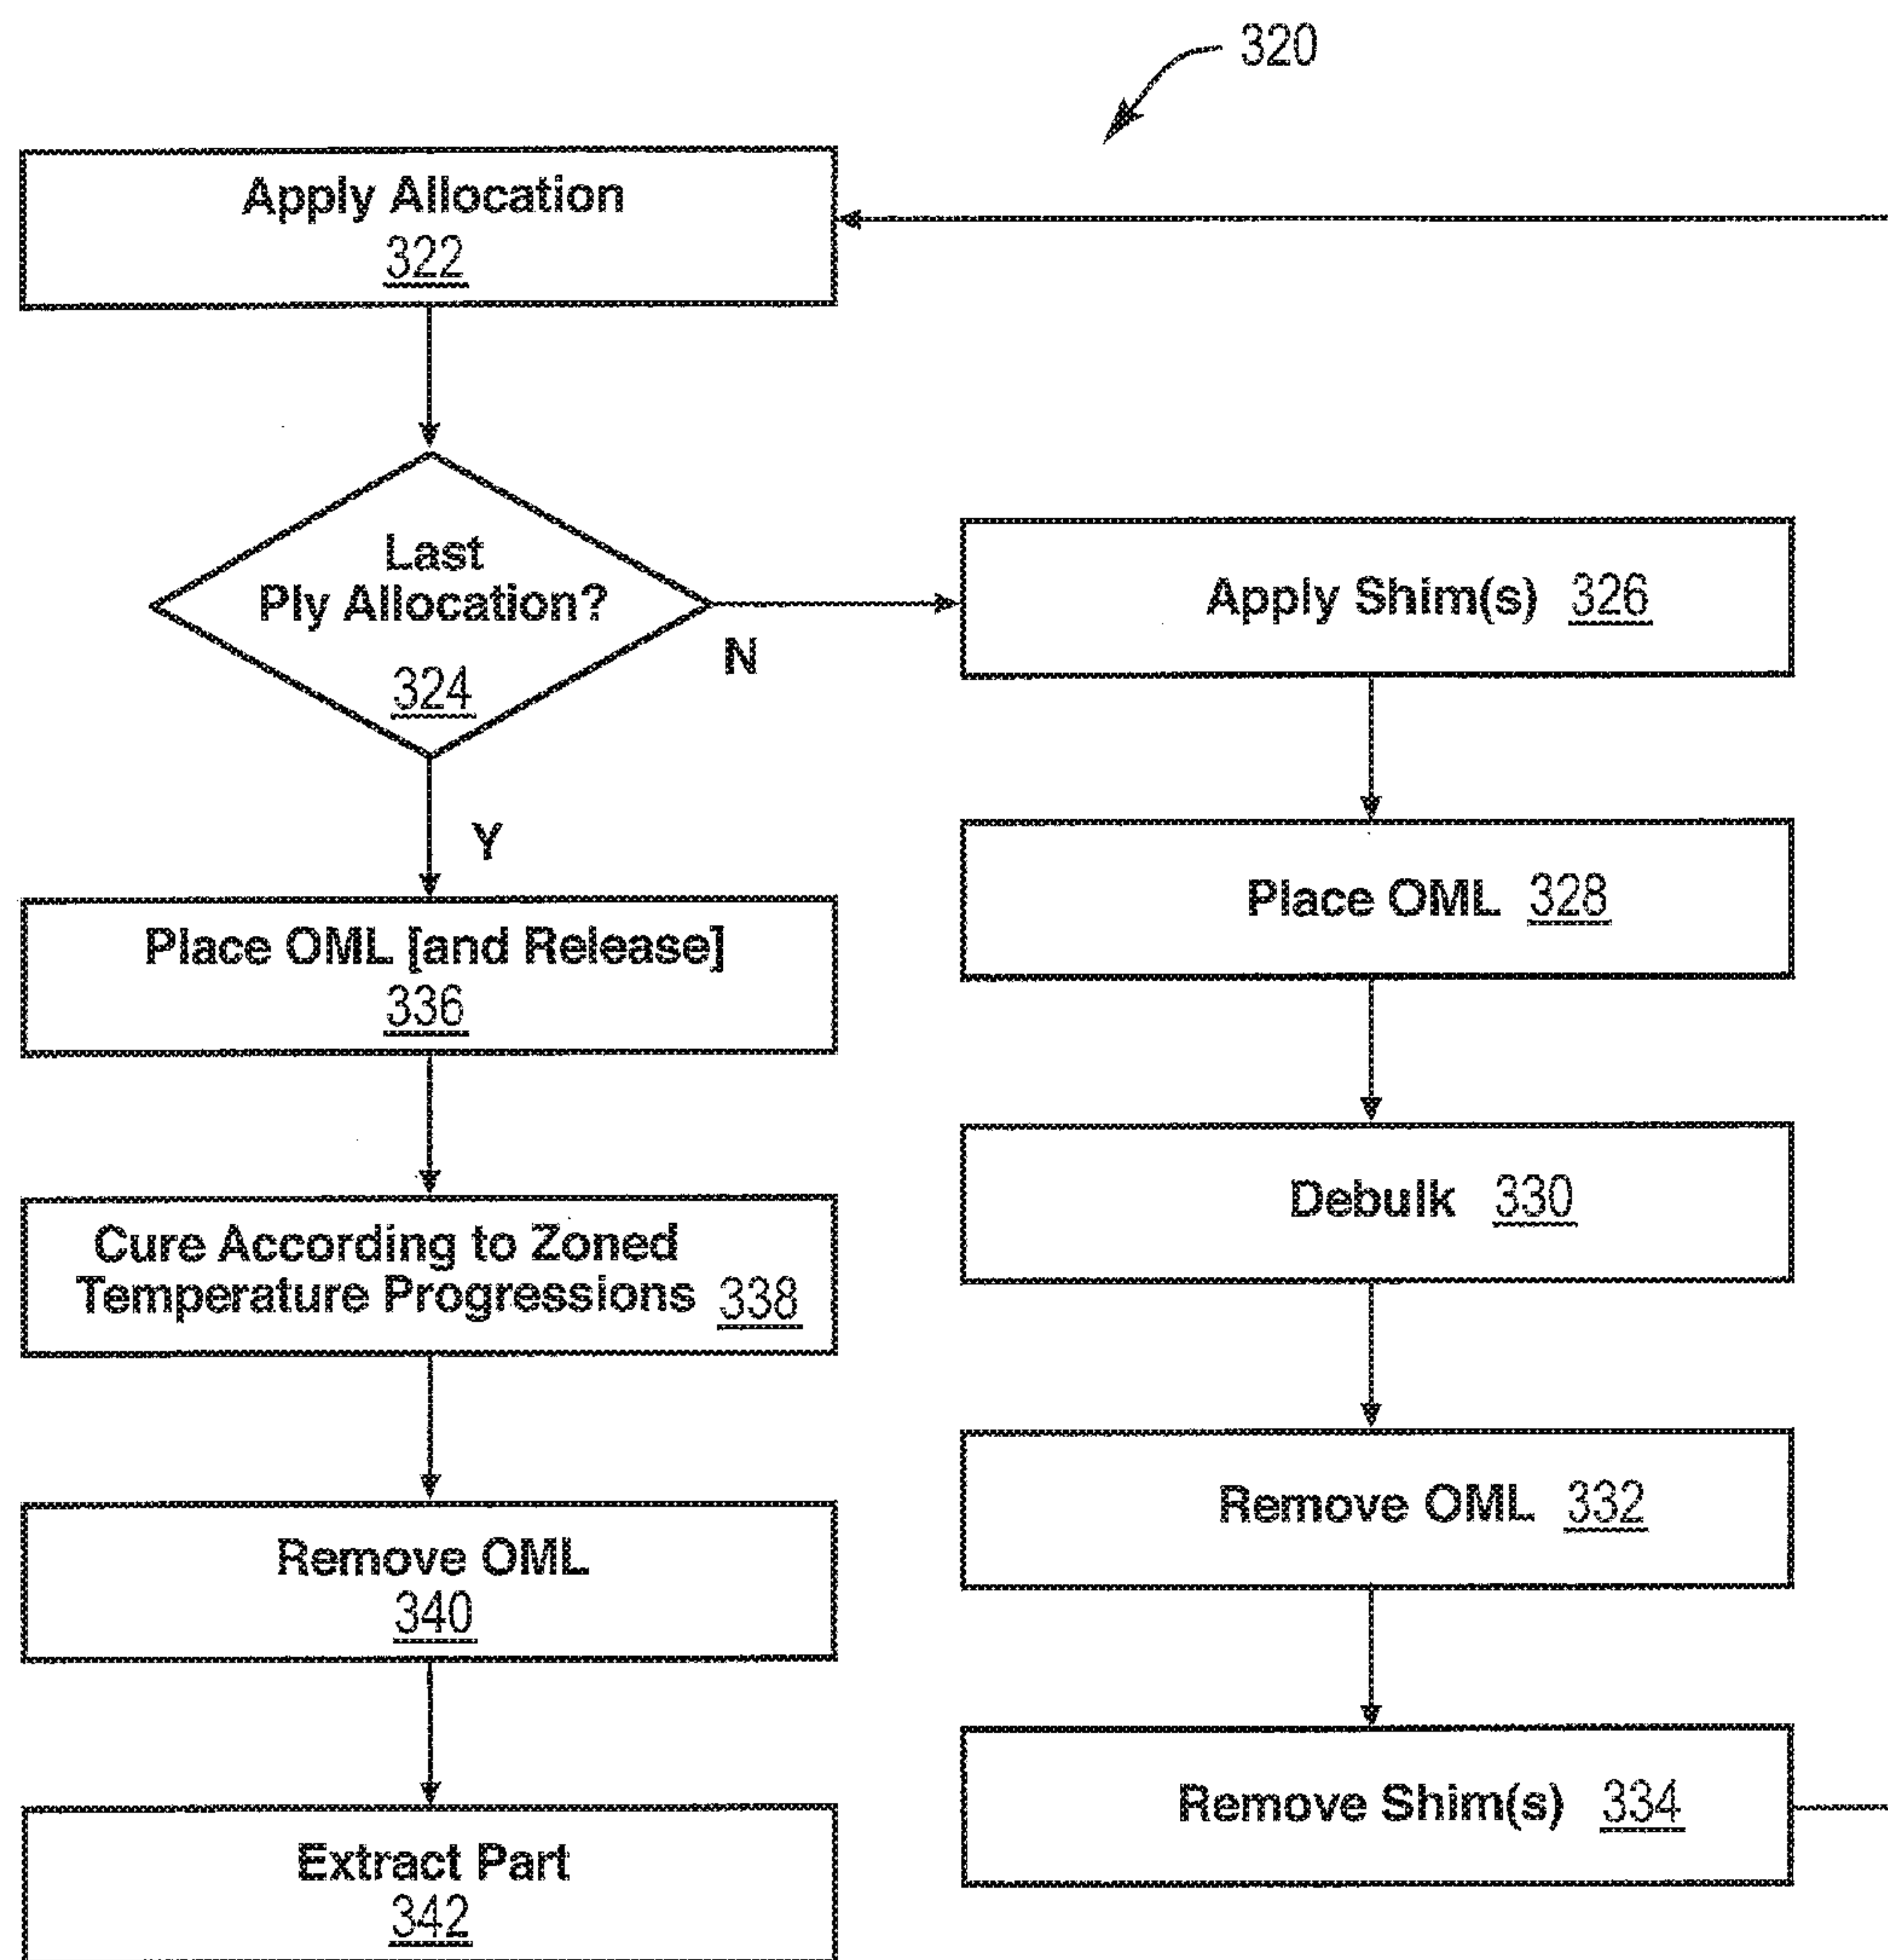 320
Apply Allocation
322
Last
Ply Allocation?
324
N
Y
Apply Shim(s) 326
Place OML 328
Debulk 330
Remove OML 332
Remove Shim(s) 334
Place OML [and Release]
336
Cure According to Zoned
Temperature Progressions 338
Remove OML
340
Extract Part
342